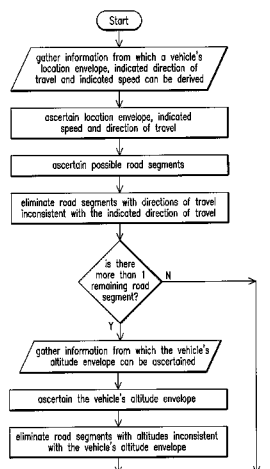 Start
gather information from which a vehicle's
location envelope, indicated direction of
travel and indicated speed can be derived
ascertain location envelope, indicated
speed and direction of travel
ascertain possible road segments
eliminate road segments with directions of travel
inconsistent with the indicated direction of travel
is there
more than 1
remaining road
segment?
N
Y
gather information from which the vehicle's
altitude envelope can be ascertained
ascertain the vehicle's altitude envelope
eliminate road segments with altitudes inconsistent
with the vehicle's altitude envelope